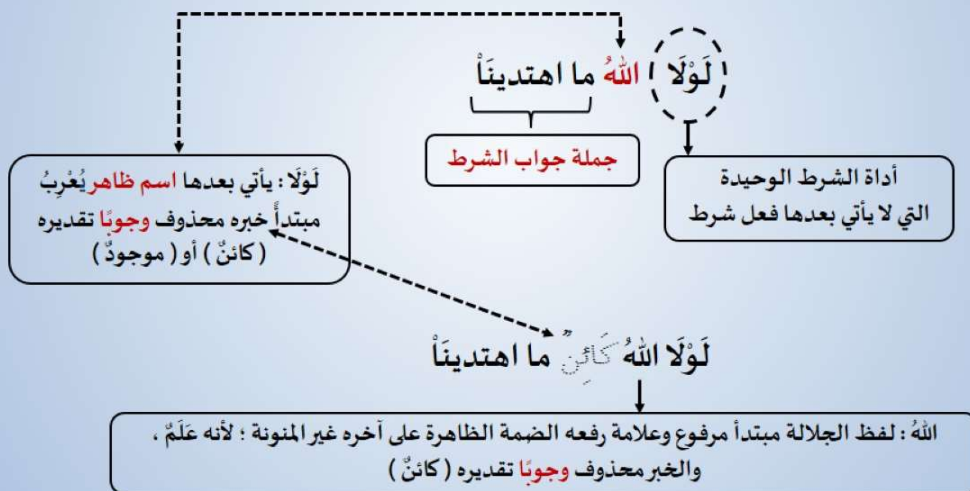 لَوْلَا اللهُ ما اهتدينَاْ
جملة جواب الشرط
أداة الشرط الوحيدة
التي لا يأتي بعدها فعل شرط
لَوْلَا : يأتي بعدها اسم ظاهر يُعْرِبُ
مبتدأً خبره محذوف وجوبًا تقديره
( كائنٌ ) أو ( موجودٌ )
لَوْلَا اللهُ كَائِنٌ ما اهتدينَاْ
اللهُ : لفظ الجلالة مبتدأ مرفوع وعلامة رفعه الضمة الظاهرة على آخره غير المنونة ؛ لأنه عَلَمٌ ،
والخبر محذوف وجوبًا تقديره ( كائنٌ )